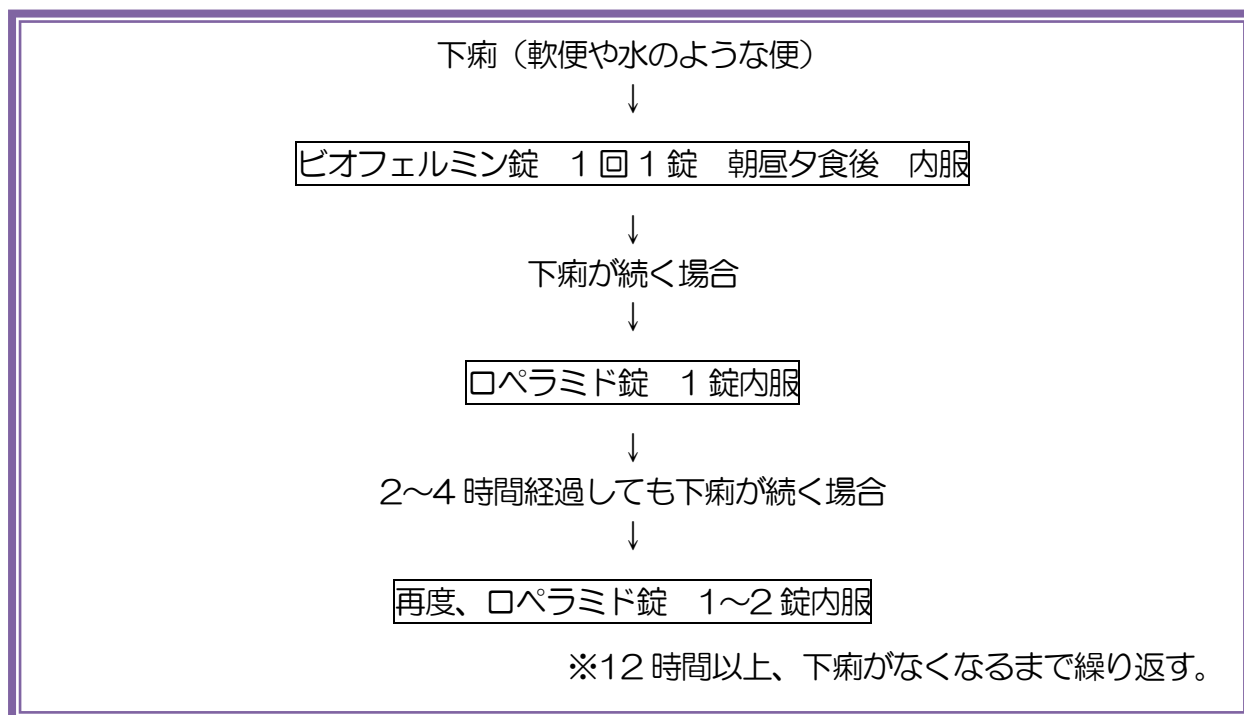 下痢（軟便や水のような便）
↓
ビオフェルミン錠　1回1錠　朝昼夕食後　内服
↓
下痢が続く場合
↓
ロペラミド錠　1錠内服
↓
2～4時間経過しても下痢が続く場合
↓
再度、ロペラミド錠　1～2錠内服
※12時間以上、下痢がなくなるまで繰り返す。